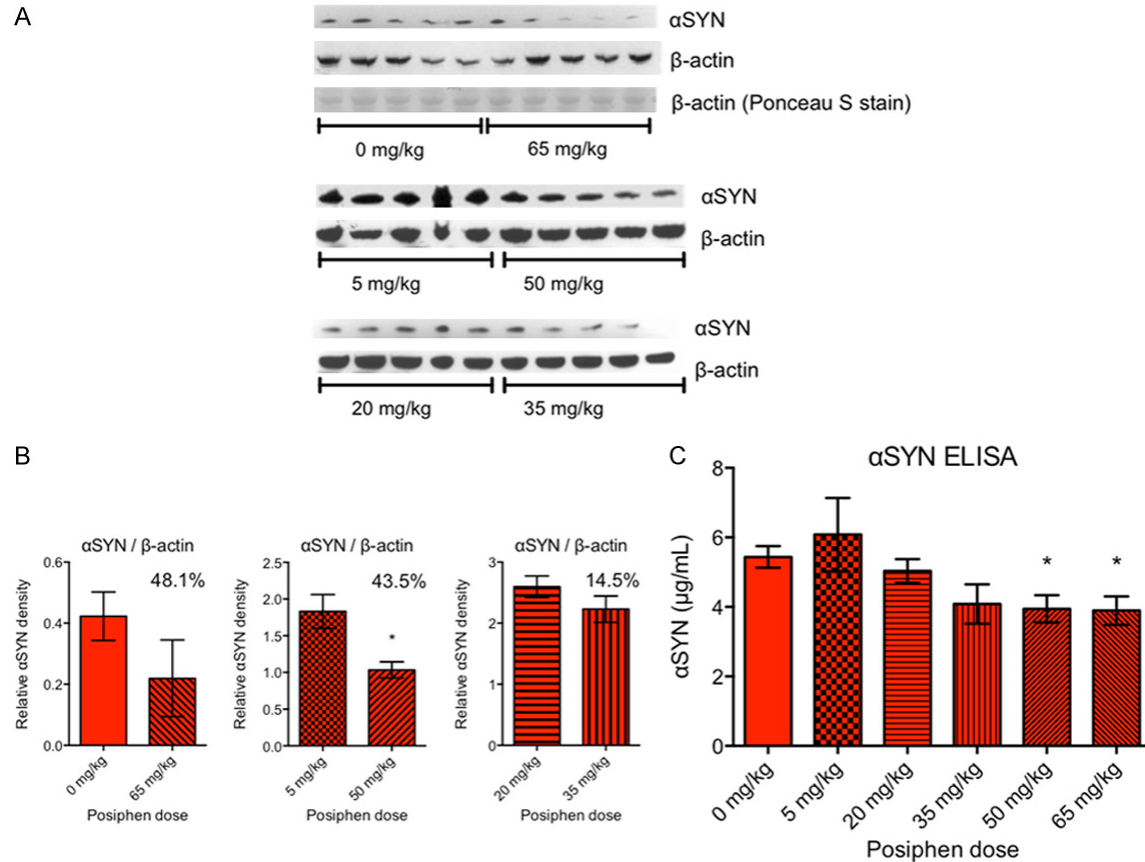 A
αSYN
β-actin
β-actin (Ponceau S stain)
0 mg/kg 65 mg/kg
αSYN
β-actin
5 mg/kg 50 mg/kg
αSYN
β-actin
20 mg/kg 35 mg/kg
B
αSYN / β-actin
48.1%
Relative αSYN density
0.6
0.4
0.2
0.0
0 mg/kg 65 mg/kg
Posiphen dose
αSYN / β-actin
43.5%
Relative αSYN density
2.5
2.0
1.5
1.0
0.5
0.0
*
5 mg/kg 50 mg/kg
Posiphen dose
αSYN / β-actin
14.5%
Relative αSYN density
3
2
1
0
20 mg/kg 35 mg/kg
Posiphen dose
C
αSYN ELISA
αSYN (µg/mL)
8
6
4
2
0
* *
0 mg/kg 5 mg/kg 20 mg/kg 35 mg/kg 50 mg/kg 65 mg/kg
Posiphen dose